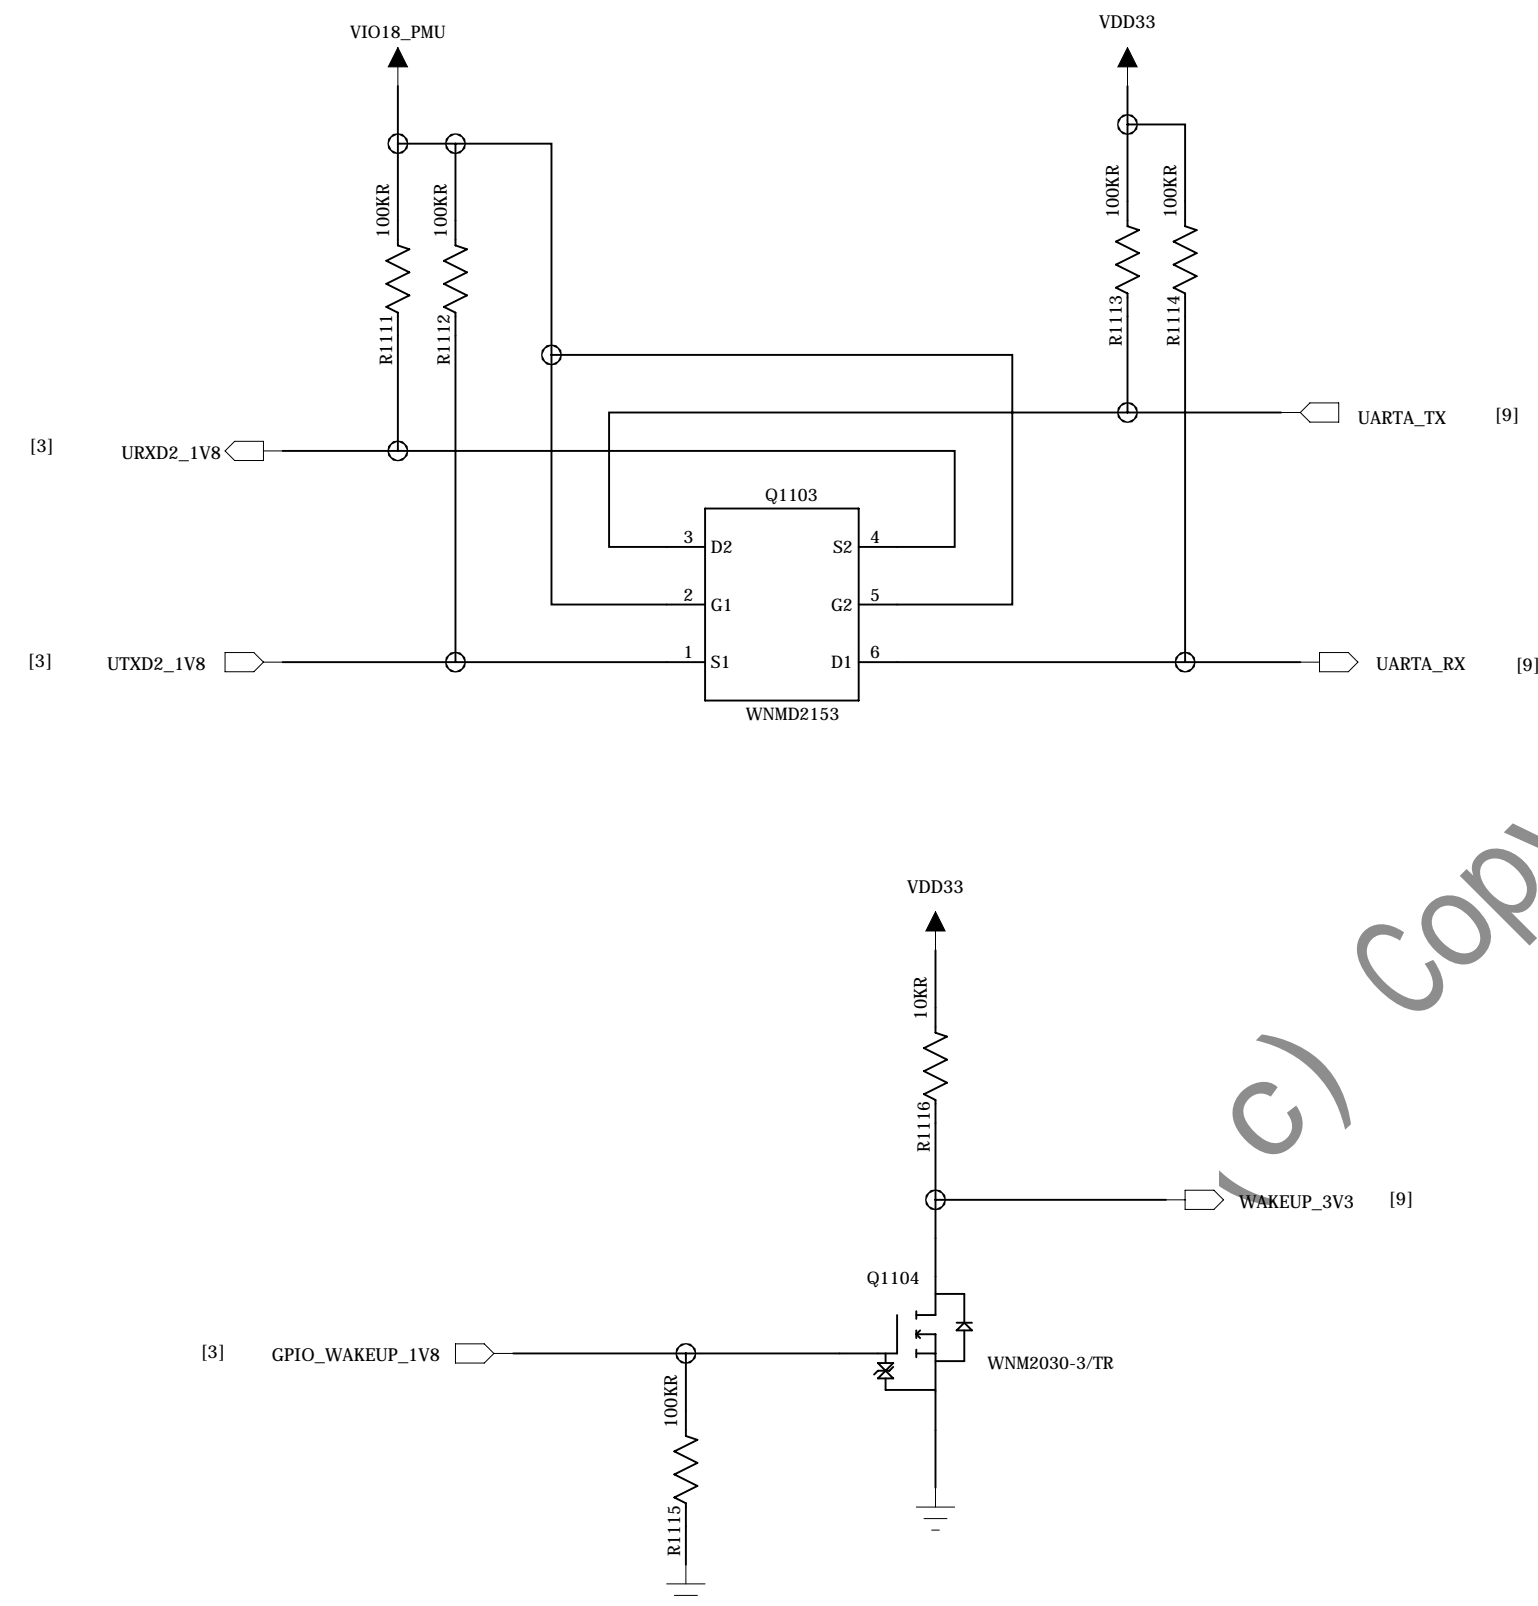 VIO18_PMU
VDD33
100KR
100KR
100KR
100KR
R1111
R1112
R1113
R1114
[3] URXD2_1V8
UARTA_TX [9]
Q1103
3 D2
S2 4
2 G1
G2 5
[3] UTXD2_1V8
1 S1
D1 6
UARTA_RX [9]
WNMD2153
VDD33
10KR
R1116
WAKEUP_3V3 [9]
Q1104
[3] GPIO_WAKEUP_1V8
WNM2030-3/TR
100KR
R1115
(c) Cop